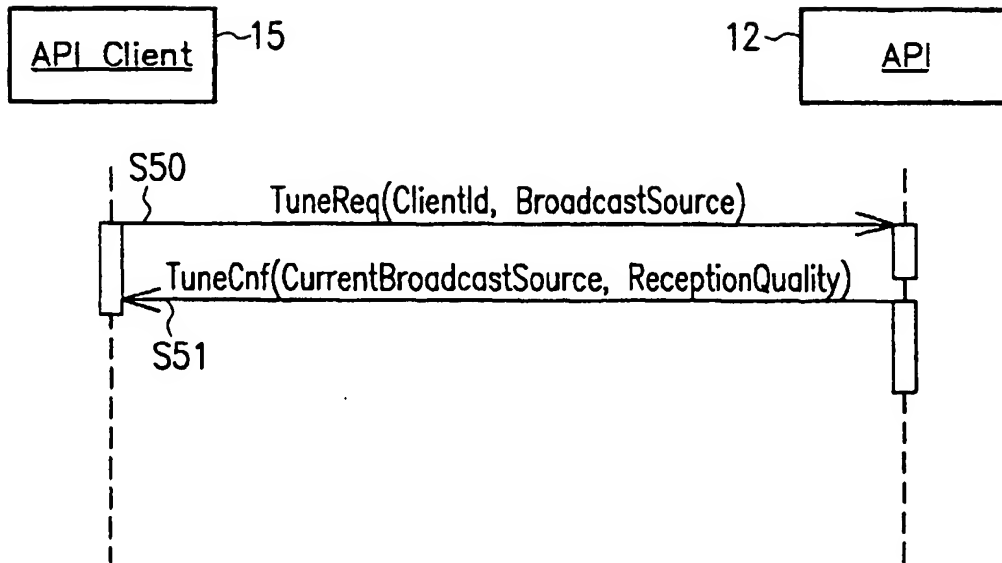 API Client
15
12
API
S50
TuneReq(ClientId, BroadcastSource)
TuneCnf(CurrentBroadcastSource, ReceptionQuality)
S51